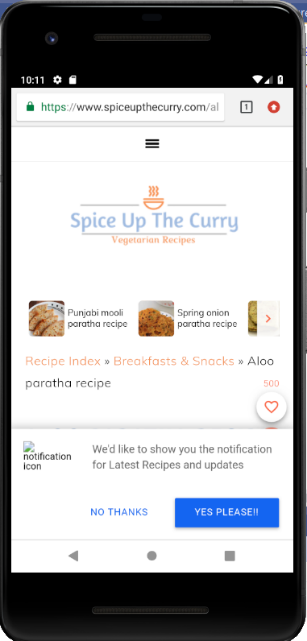 10:11
https://www.spiceupthecurry.com/al
1
Spice Up The Curry
Vegetarian Recipes
Punjabi mooli
paratha recipe
Spring onion
paratha recipe
Recipe Index » Breakfasts & Snacks » Aloo
paratha recipe
500
notification
icon
We'd like to show you the notification
for Latest Recipes and updates
NO THANKS
YES PLEASE!!